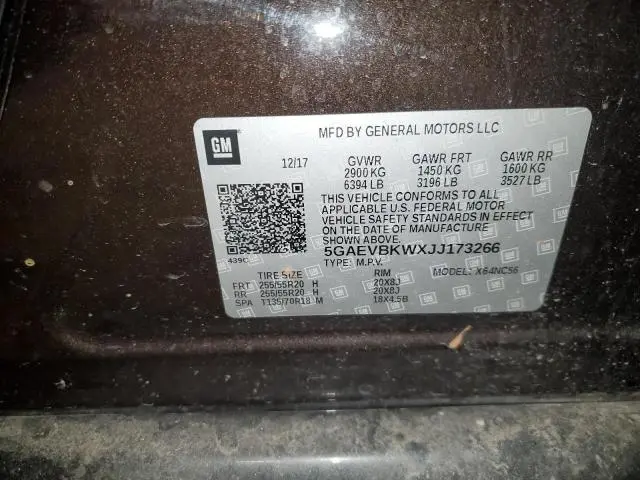 GM
MFD BY GENERAL MOTORS LLC
12/17 GVWR GAWR FRT GAWR RR
2900 KG 1450 KG 1600 KG
6394 LB 3196 LB 3527 LB
THIS VEHICLE CONFORMS TO ALL
APPLICABLE U.S. FEDERAL MOTOR
VEHICLE SAFETY STANDARDS IN EFFECT
ON THE DATE OF MANUFACTURE
SHOWN ABOVE.
439C 5GAEVBKWXJJ173266
TYPE: M.P.V. MODEL: X64NC56
TIRE SIZE RIM
FRT 255/55R20 H 20X8J
RR 255/55R20 H 20X8J
SPA T135/70R18 M 18X4.5B